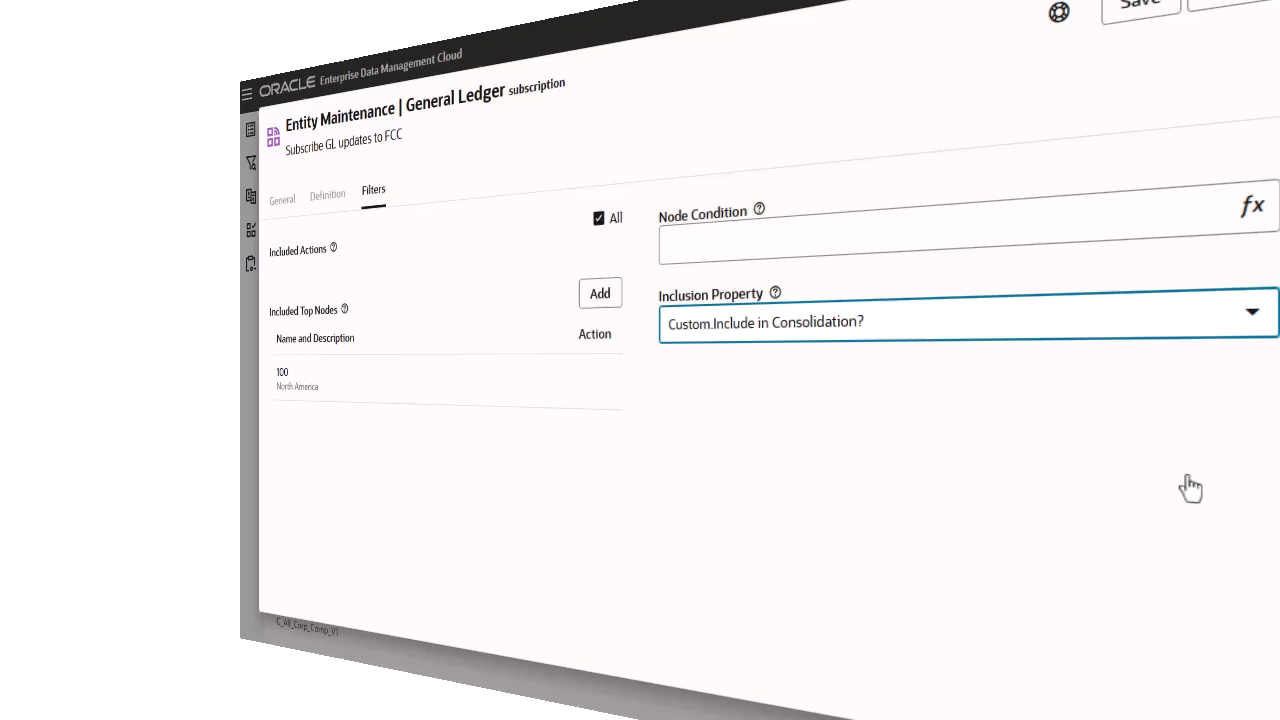 Save
ORACLE Enterprise Data Management Cloud
Entity Maintenance | General Ledger subscription
Subscribe GL updates to FCC
General Definition Filters
All
Included Actions
Node Condition
fx
Included Top Nodes
Add
Inclusion Property
Custom.Include in Consolidation?
Name and Description Action
100
North America
C_All_Corp_Comp_V1